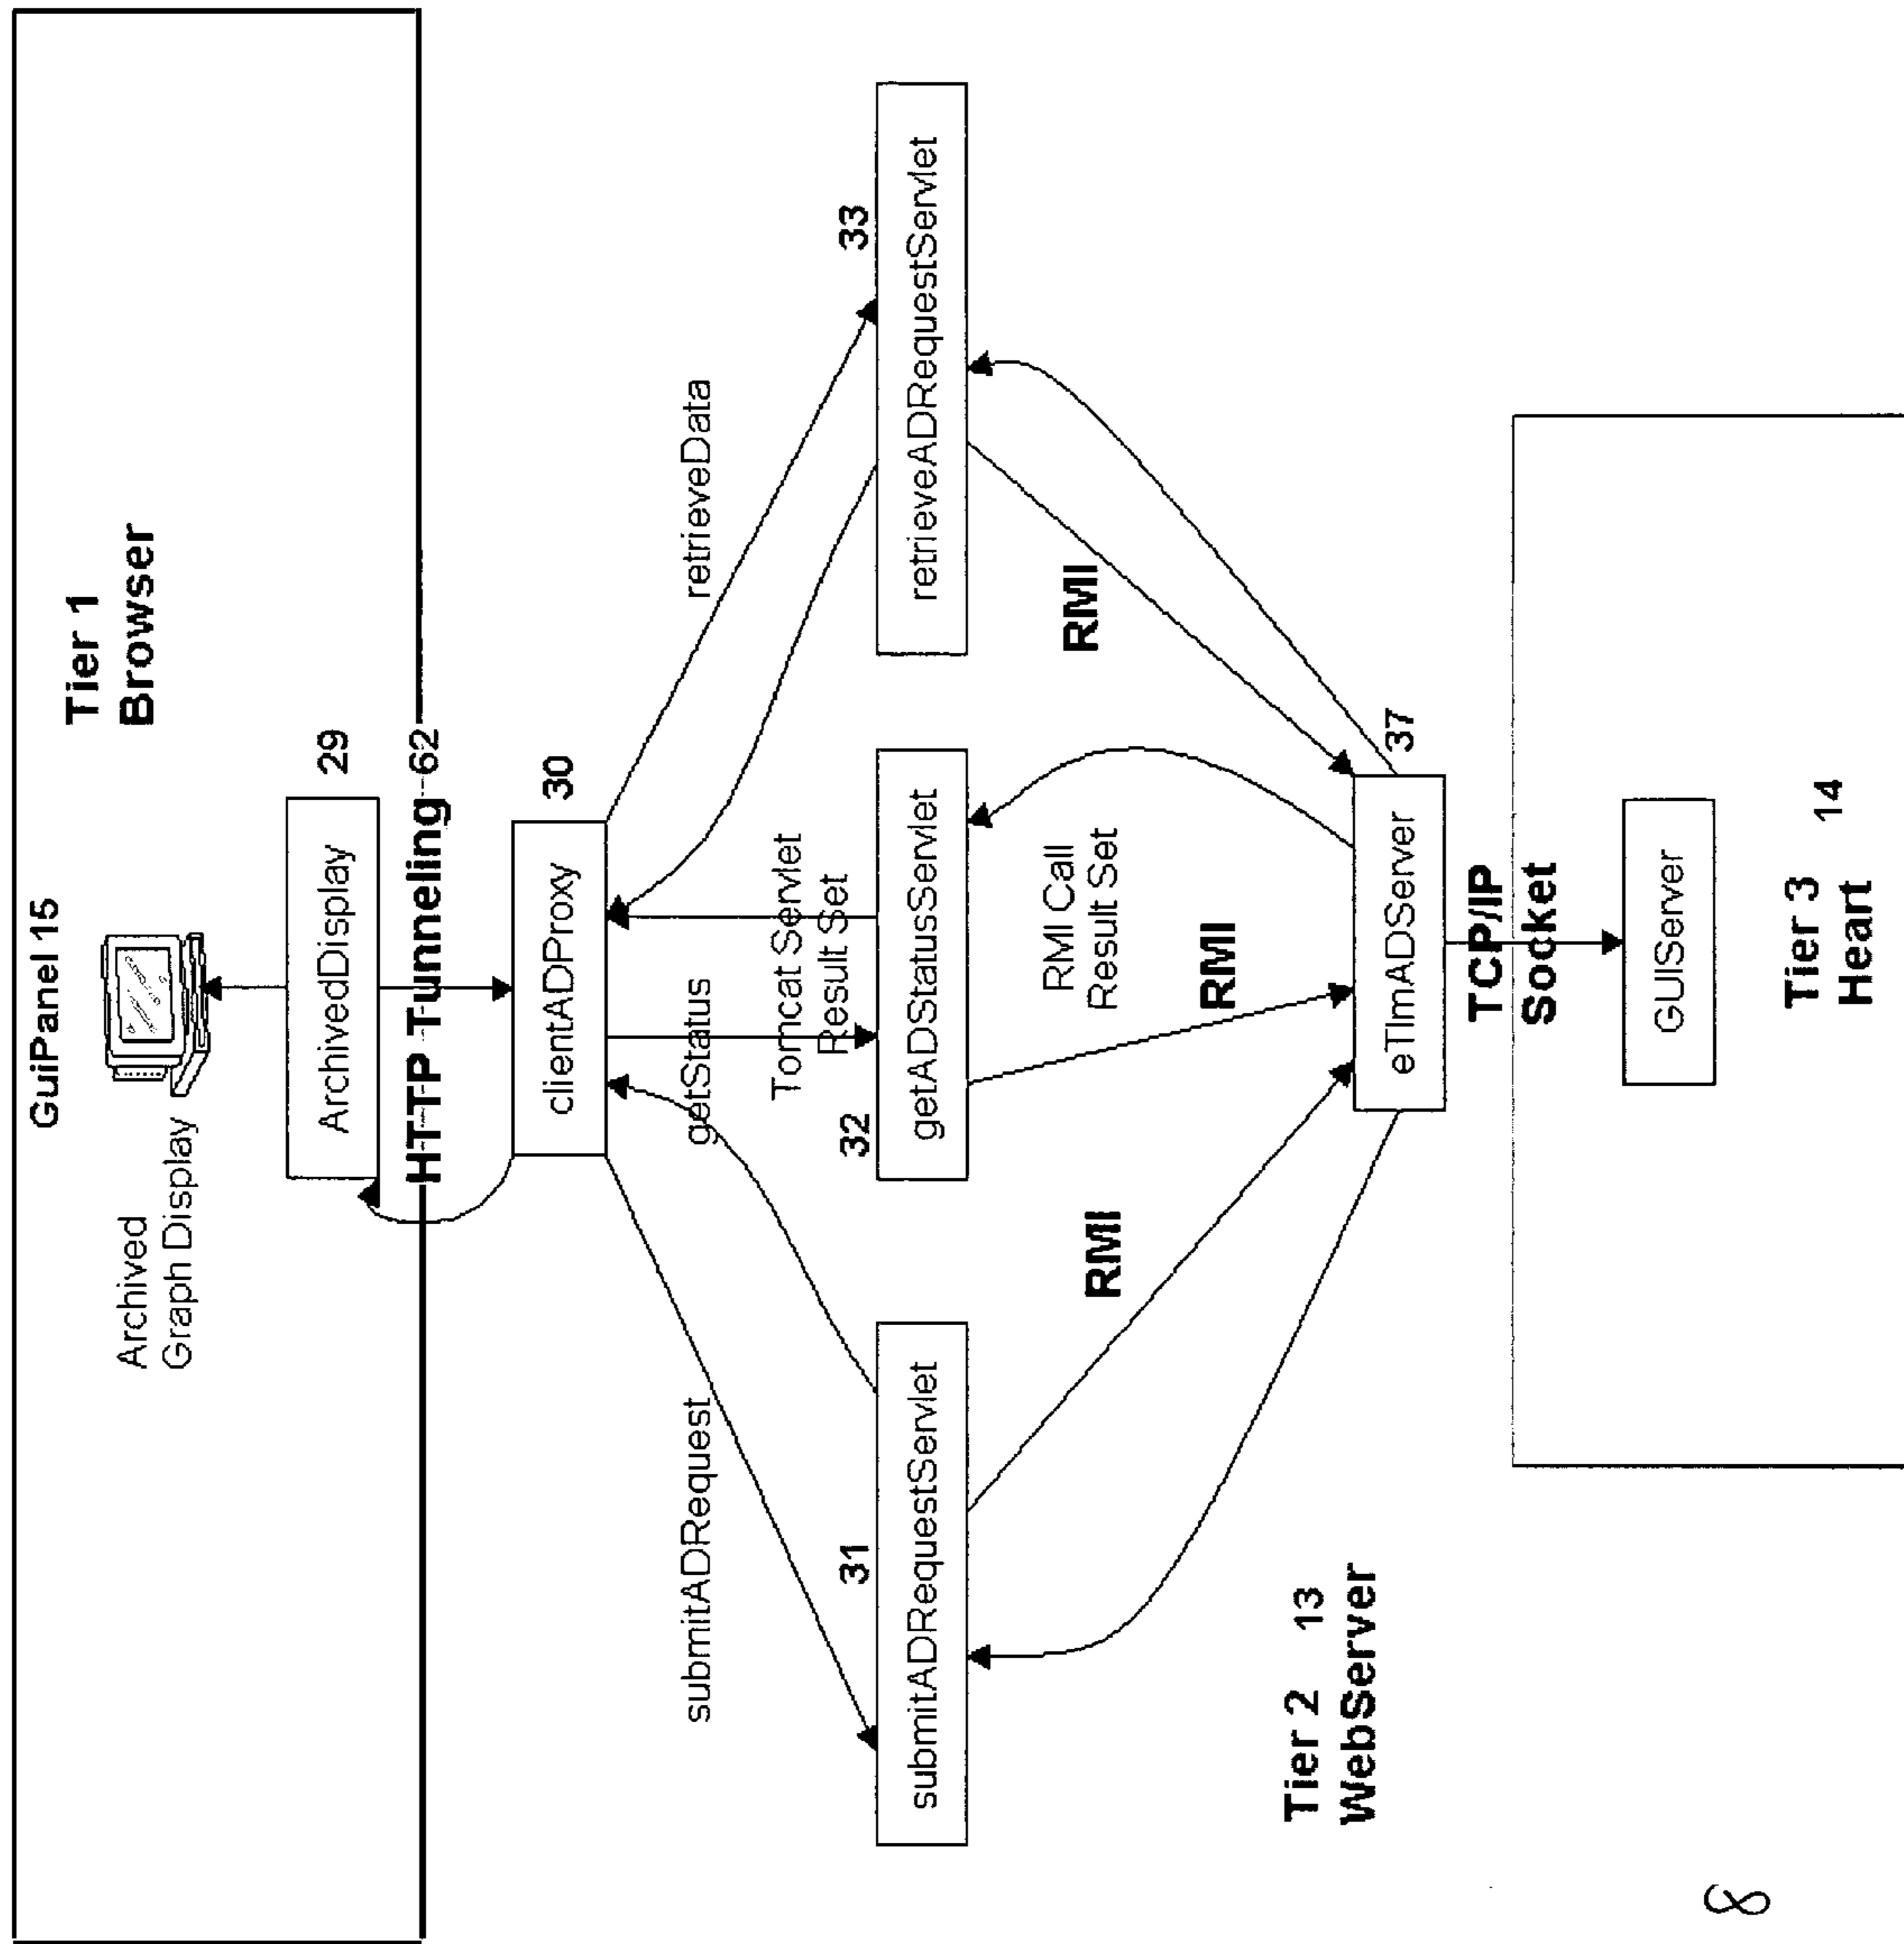 GuiPanel 15
Archived
Graph Display
Tier 1
Browser
ArchivedDisplay
29
HTTP Tunneling 62
clientADProxy
30
submitADRequest
getStatus
Tomcat Servlet
Result Set
retrieveData
31
submitADRequestServlet
32
getADStatusServlet
33
retrieveADRequestServlet
RMI
RMI
RMI Call
Result Set
RMI
Tier 2 13
WebServer
eTlmADServer
37
TCP/IP
Socket
GUIServer
Tier 3 14
Heart
8